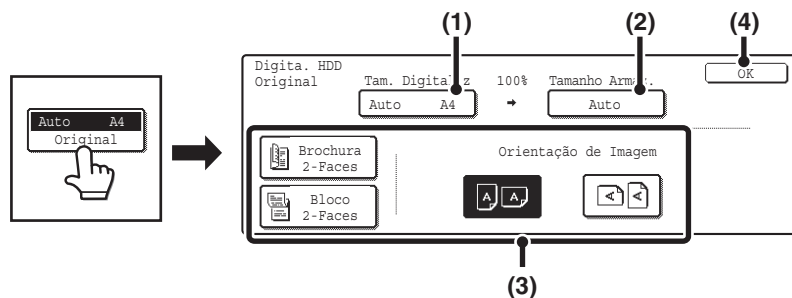 (1)
(2)
(4)
Digita. HDD
Original
Tam. Digitaliz
100%
Tamanho Armaz.
OK
Auto A4
Auto
Auto A4
Original
Brochura
2-Faces
Orientação de Imagem
A A
A A
Bloco
2-Faces
(3)